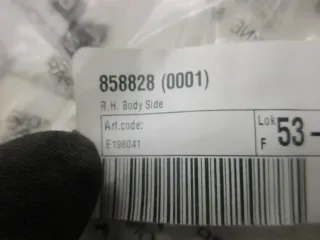 858828 (0001)
R.H. Body Side
Art.code:
E198041
Lok
F 53-